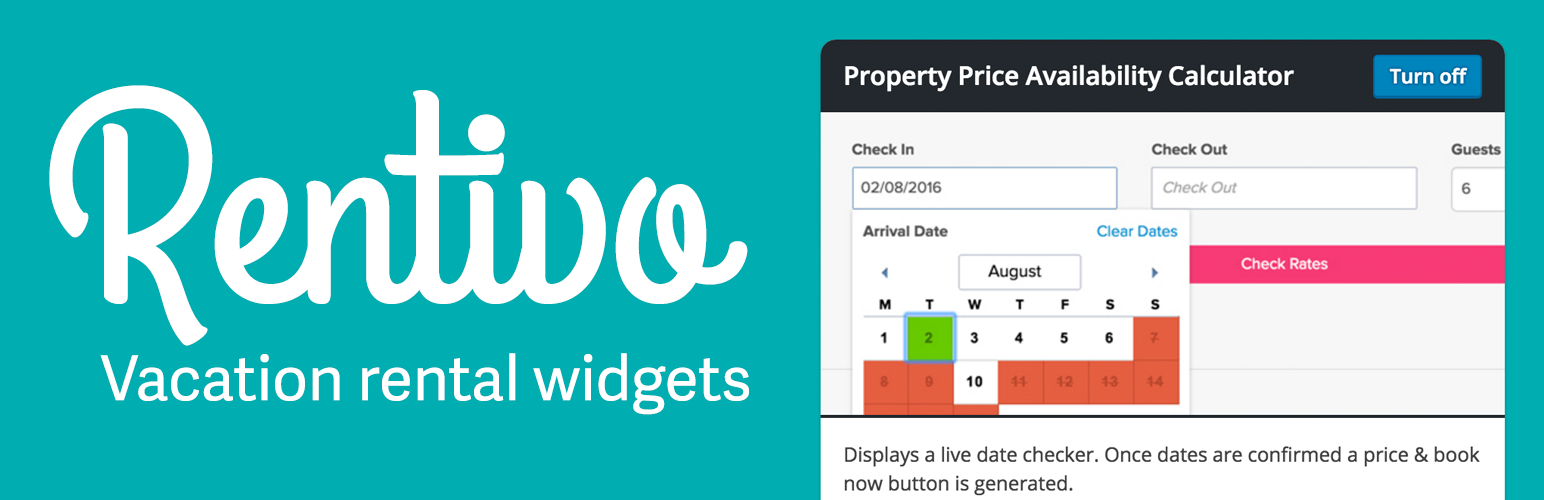 Rentivo
Vacation rental widgets
Property Price Availability Calculator
Turn off
Check In
Check Out
Guests
02/08/2016
Check Out
6
Arrival Date
Clear Dates
August
Check Rates
M T W T F S S
1 2 3 4 5 6 7
8 9 10 11 12 13 14
Displays a live date checker. Once dates are confirmed a price & book
now button is generated.